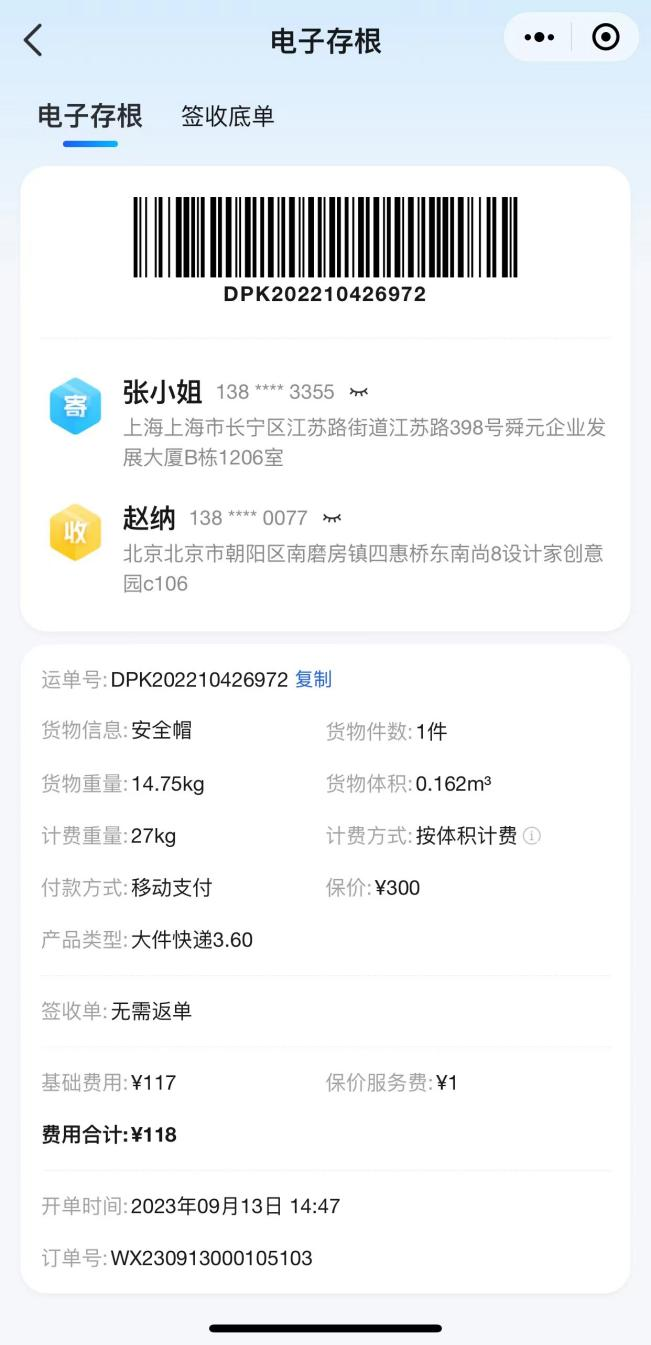 电子存根
电子存根 签收底单
DPK202210426972
寄 张小姐 138 **** 3355
上海上海市长宁区江苏路街道江苏路398号舜元企业发
展大厦B栋1206室
收 赵纳 138 **** 0077
北京北京市朝阳区南磨房镇四惠桥东南尚8设计家创意
园c106
运单号:DPK202210426972 复制
货物信息:安全帽 货物件数:1件
货物重量:14.75kg 货物体积:0.162m³
计费重量:27kg 计费方式:按体积计费
付款方式:移动支付 保价:¥300
产品类型:大件快递3.60
签收单:无需返单
基础费用:¥117 保价服务费:¥1
费用合计:¥118
开单时间:2023年09月13日 14:47
订单号:WX230913000105103